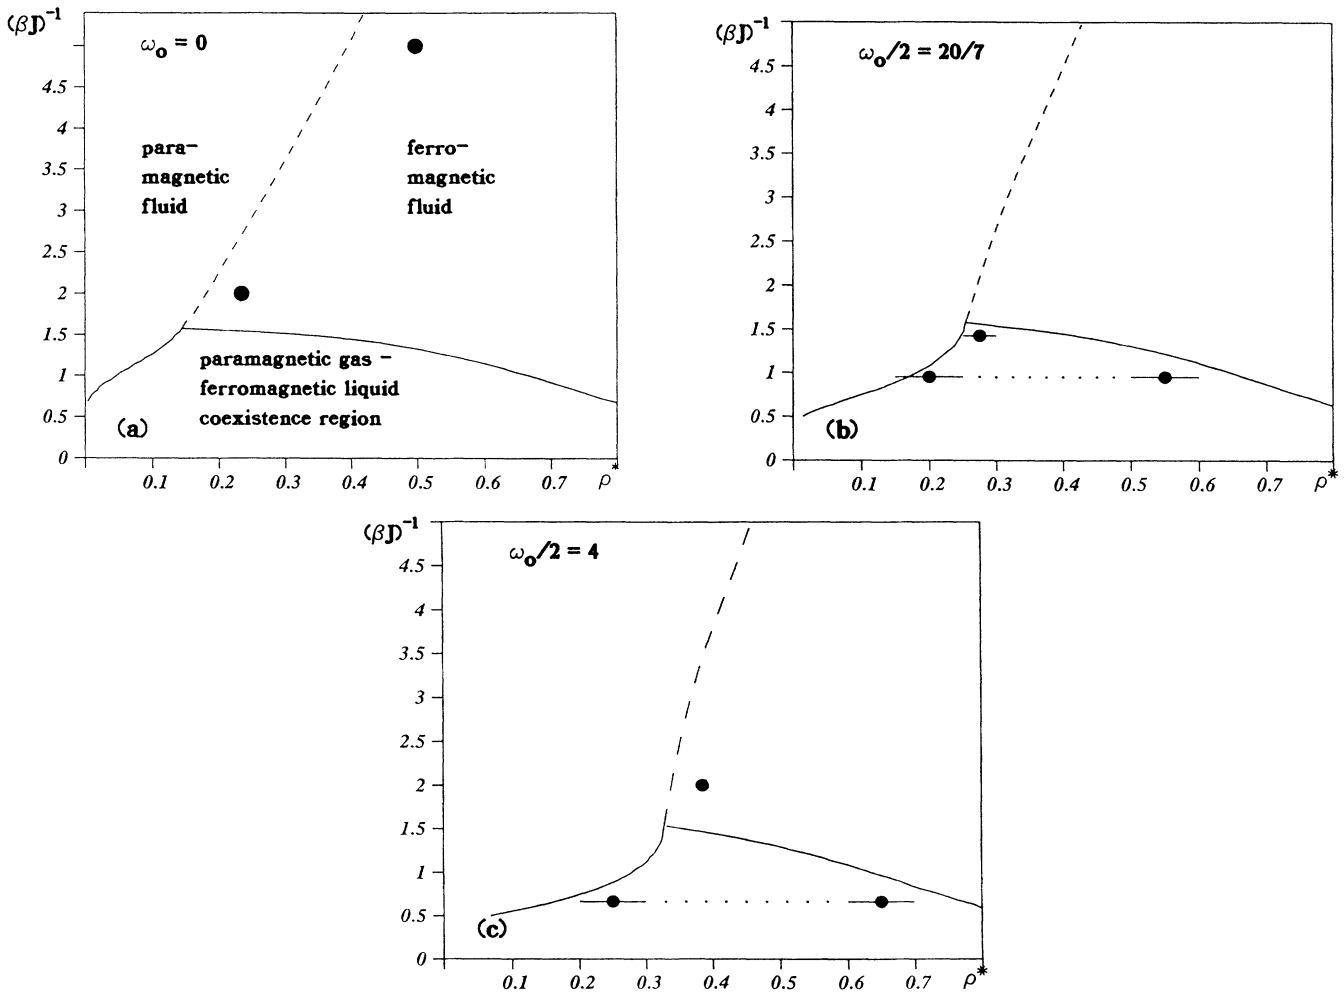 (βJ)⁻¹
ω₀ = 0
4.5
4
3.5
3
2.5
2
1.5
1
0.5
0
para-
magnetic
fluid
ferro-
magnetic
fluid
paramagnetic gas -
ferromagnetic liquid
coexistence region
(a)
0.1 0.2 0.3 0.4 0.5 0.6 0.7 ρ*
(βJ)⁻¹
ω₀/2 = 20/7
4.5
4
3.5
3
2.5
2
1.5
1
0.5
0
(b)
0.1 0.2 0.3 0.4 0.5 0.6 0.7 ρ*
(βJ)⁻¹
ω₀/2 = 4
4.5
4
3.5
3
2.5
2
1.5
1
0.5
0
(c)
0.1 0.2 0.3 0.4 0.5 0.6 0.7 ρ*